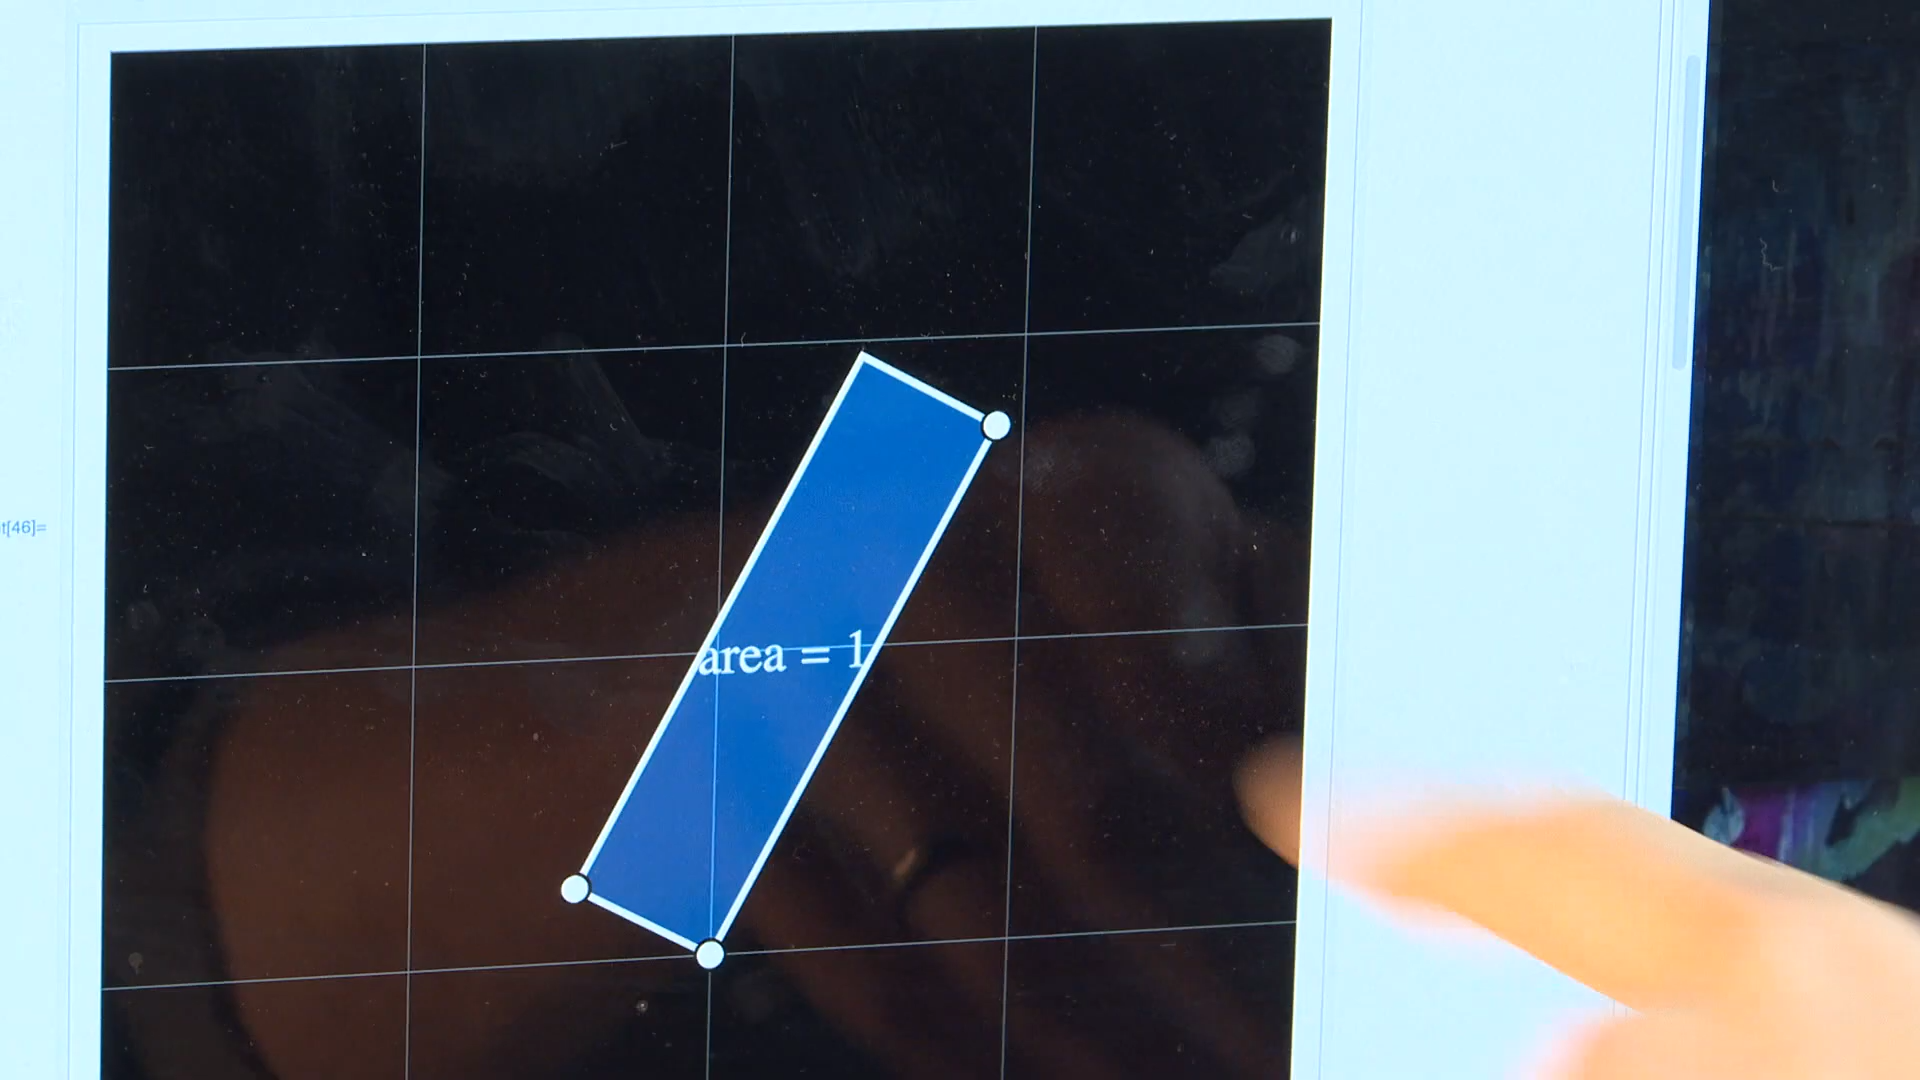 t[46]=
area = 1